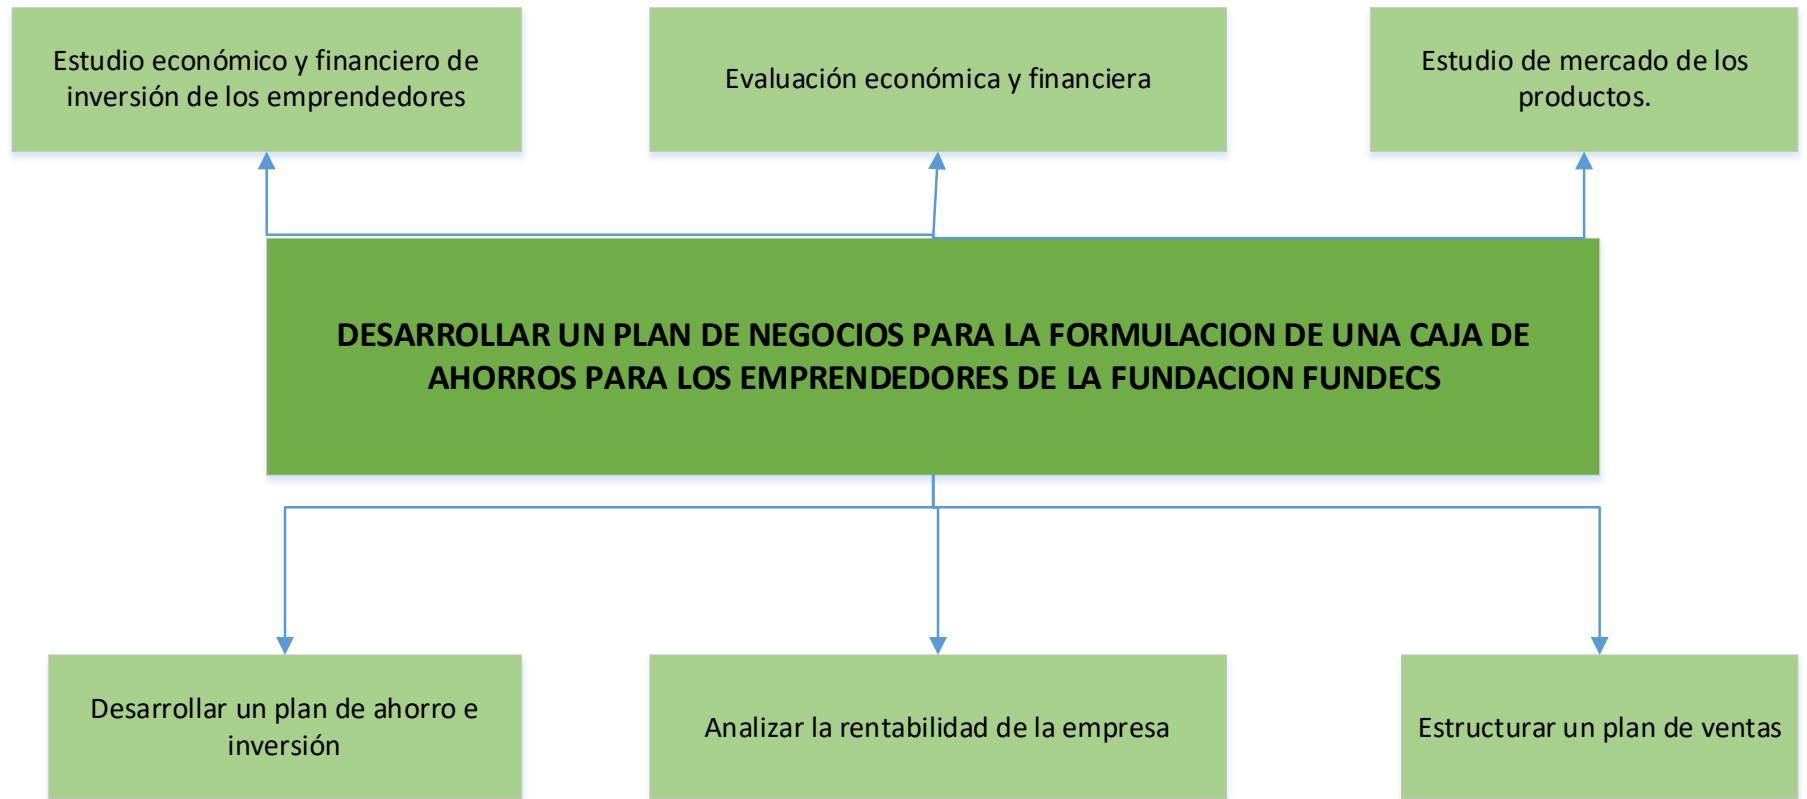 Estudio económico y financiero de
inversión de los emprendedores
Evaluación económica y financiera
Estudio de mercado de los
productos.
DESARROLLAR UN PLAN DE NEGOCIOS PARA LA FORMULACION DE UNA CAJA DE
AHORROS PARA LOS EMPRENDEDORES DE LA FUNDACION FUNDECS
Desarrollar un plan de ahorro e
inversión
Analizar la rentabilidad de la empresa
Estructurar un plan de ventas